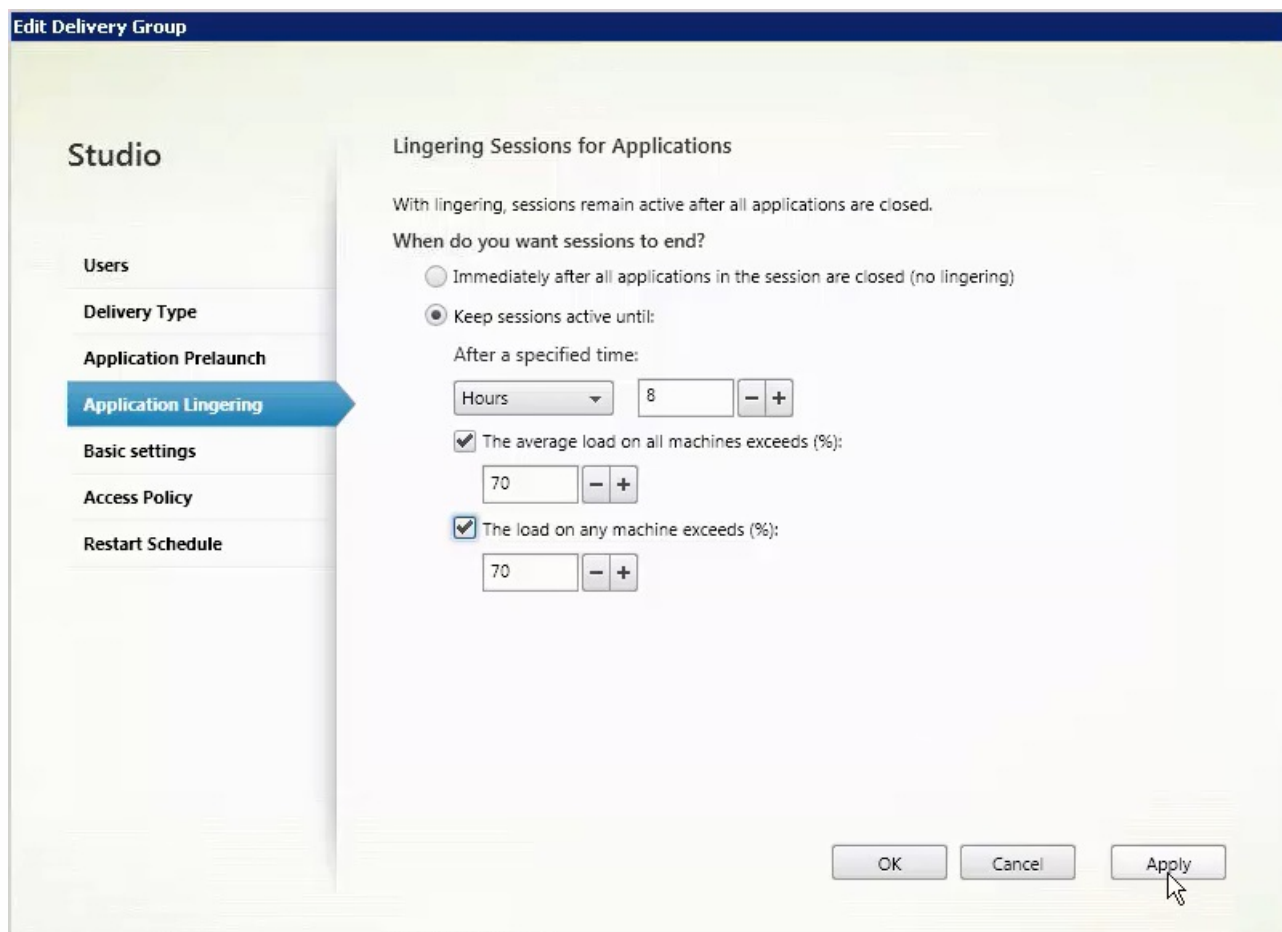 Edit Delivery Group
Studio
Users
Delivery Type
Application Prelaunch
Application Lingering
Basic settings
Access Policy
Restart Schedule
Lingering Sessions for Applications
With lingering, sessions remain active after all applications are closed.
When do you want sessions to end?
Immediately after all applications in the session are closed (no lingering)
Keep sessions active until:
After a specified time:
Hours 8 − +
The average load on all machines exceeds (%):
70 − +
The load on any machine exceeds (%):
70 − +
OK Cancel Apply